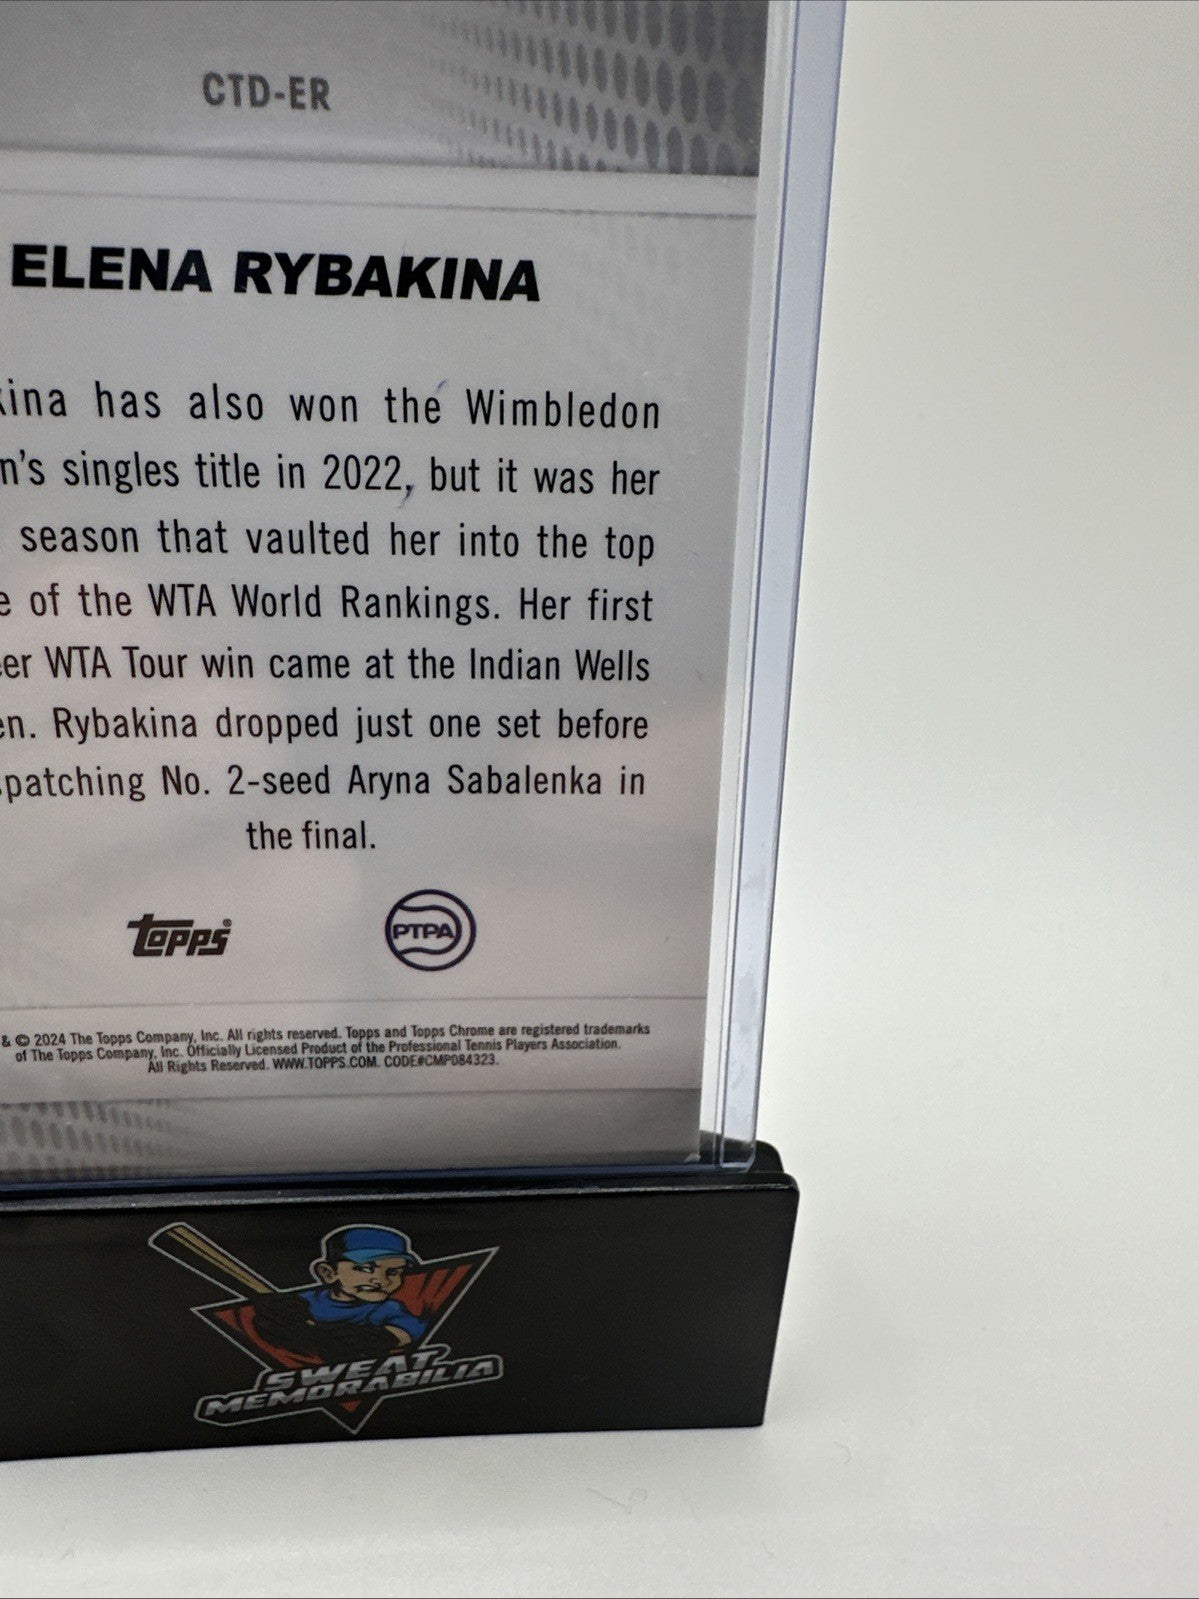 CTD-ER
ELENA RYBAKINA
kina has also won the Wimbledon
n's singles title in 2022, but it was her
season that vaulted her into the top
e of the WTA World Rankings. Her first
er WTA Tour win came at the Indian Wells
en. Rybakina dropped just one set before
patching No. 2-seed Aryna Sabalenka in
the final.
TOPPS®
PTPA
& © 2024 The Topps Company, Inc. All rights reserved. Topps and Topps Chrome are registered trademarks
of The Topps Company, Inc. Officially Licensed Product of the Professional Tennis Players Association.
All Rights Reserved. WWW.TOPPS.COM. CODE#CMP084323.
SWEAT
MEMORABILIA